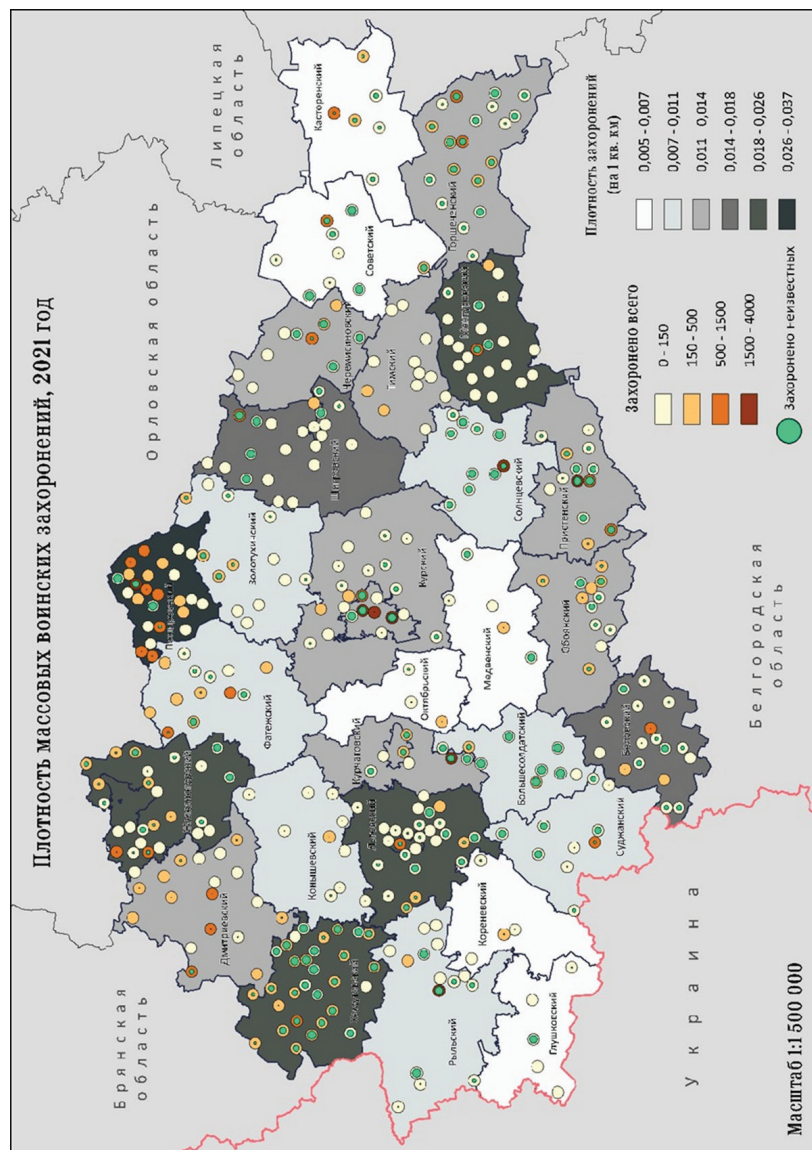 Плотность массовых воинских захоронений, 2021 год
Брянская
область
Орловская область
Липецкая
область
Белгородская
область
Украина
Дмитриевский
Железногорский
Фатежский
Поныровский
Золотухинский
Щигровский
Черемисиновский
Советский
Касторенский
Хомутовский
Конышевский
Льговский
Курчатовский
Октябрьский
Курский
Тимский
Мантуровский
Горшеченский
Рыльский
Кореневский
Глушковский
Суджанский
Большесолдатский
Медвенский
Солнцевский
Пристенский
Обоянский
Беловский
Захоронено всего
0 - 150
150 - 500
500 - 1500
1500 - 4000
Захоронено неизвестных
Плотность захоронений
(на 1 кв. км)
0,005 - 0,007
0,007 - 0,011
0,011 - 0,014
0,014 - 0,018
0,018 - 0,026
0,026 - 0,037
Масштаб 1:1 500 000